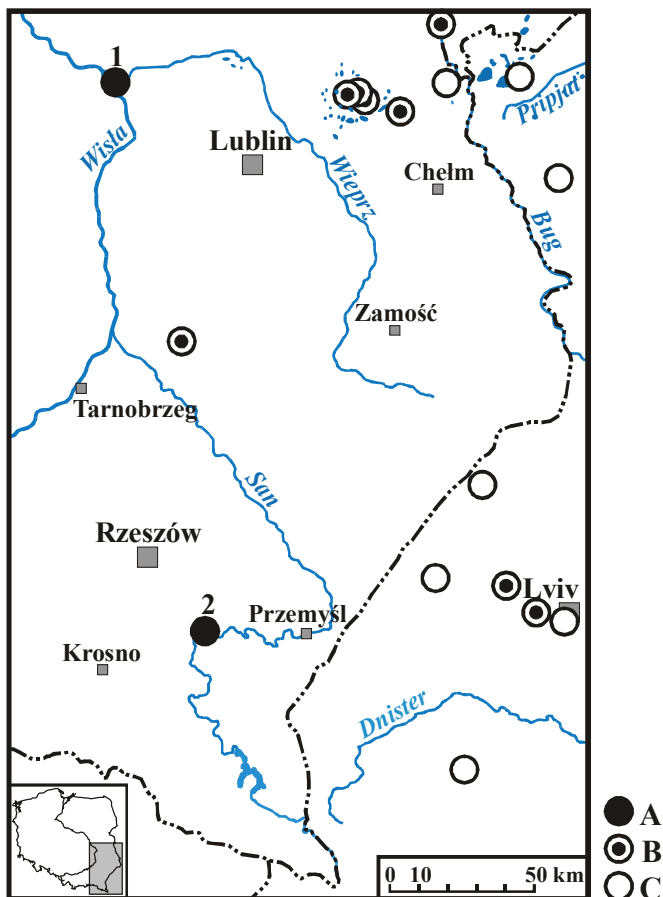 1
Wisła
Lublin
Wieprz
Chełm
Pripjat
Bug
Zamość
Tarnobrzeg
San
Rzeszów
Lviv
2
Przemyśl
Krosno
Dnister
A
B
C
0 10 50 km